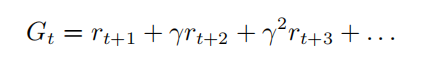 G_t = r_{t+1} + γr_{t+2} + γ^2 r_{t+3} + ...